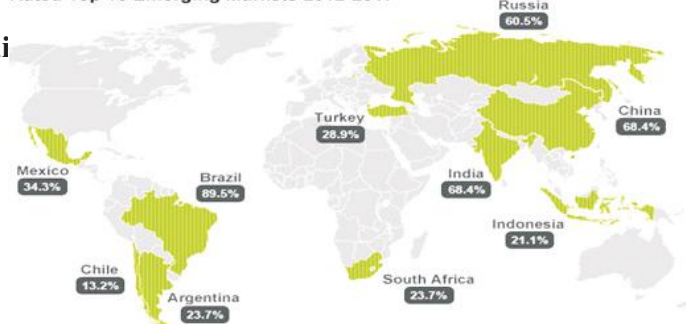 Russia
60.5%
China
68.4%
Turkey
28.9%
India
68.4%
Mexico
34.3%
Brazil
89.5%
Indonesia
21.1%
Chile
13.2%
South Africa
23.7%
Argentina
23.7%